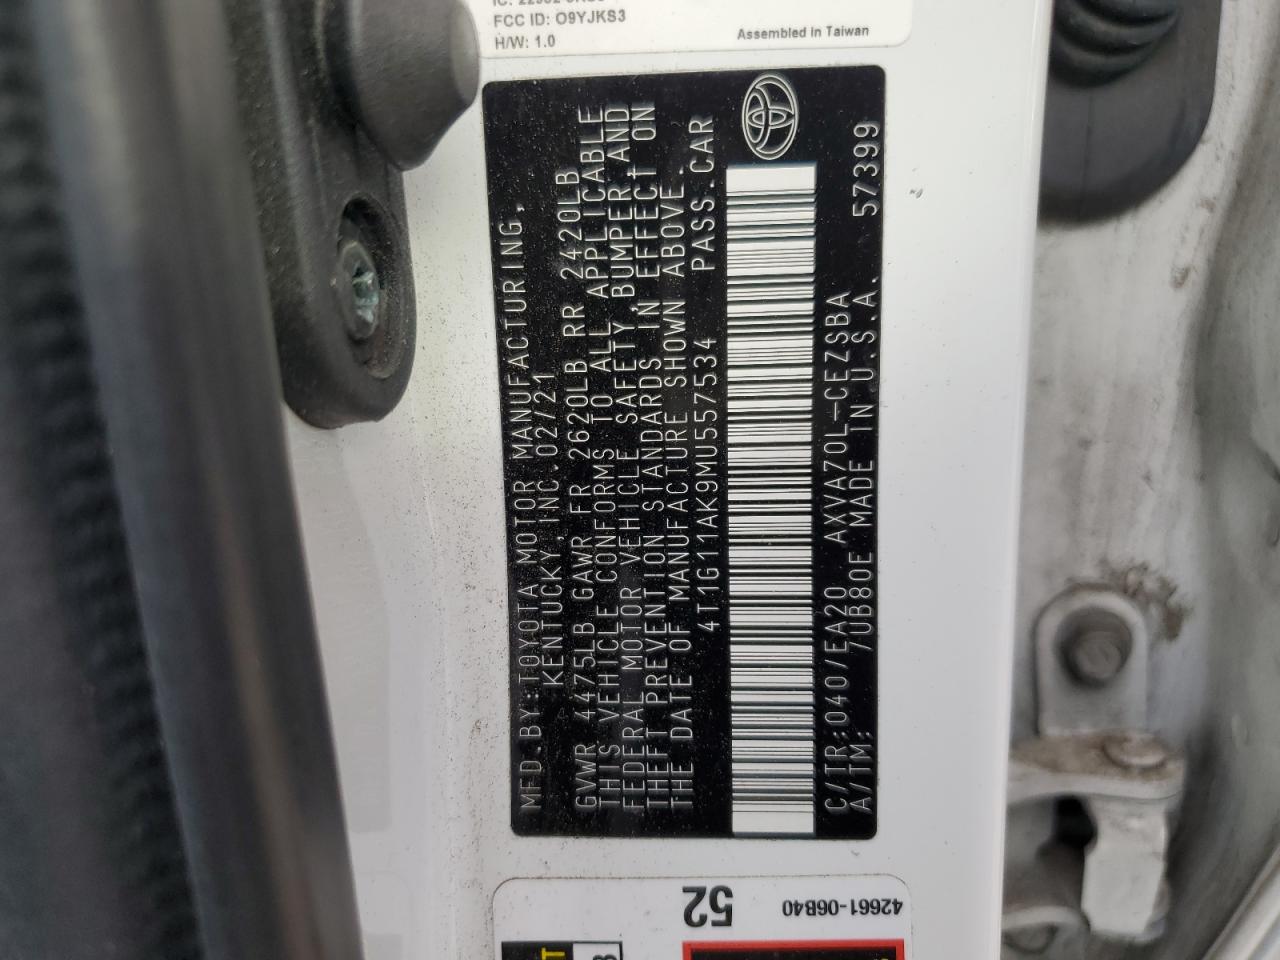 FCC ID: O9YJKS3
H/W: 1.0
Assembled in Taiwan
MFD.BY:TOYOTA MOTOR MANUFACTURING,
KENTUCKY INC. 02/21
GVWR 4475LB GAWR FR 2620LB RR 2420LB
THIS VEHICLE CONFORMS TO ALL APPLICABLE
FEDERAL MOTOR VEHICLE SAFETY,BUMPER,AND
THEFT PREVENTION STANDARDS IN EFFECT ON
THE DATE OF MANUFACTURE SHOWN ABOVE.
4T1G11AK9MU557534 PASS.CAR
C/TR:040/EA20 AXVA70L-CEZSBA 57399
A/TM: 7UB80E MADE IN U.S.A.
52
42661-06B40